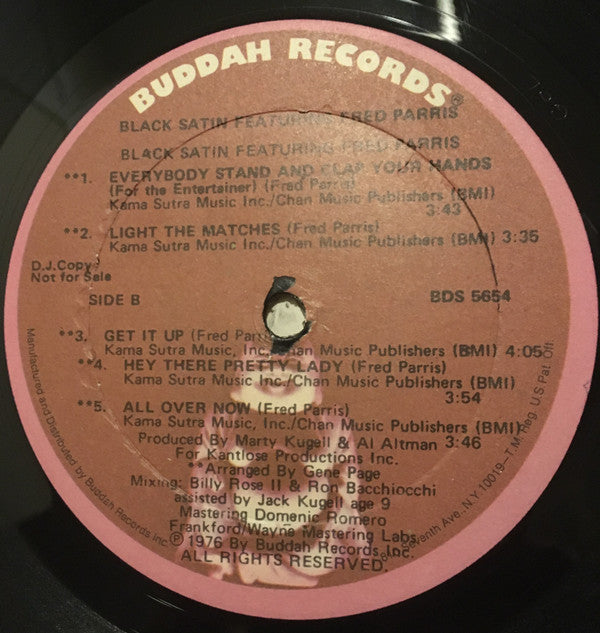 BUDDAH RECORDS®
BLACK SATIN FEATURING FRED PARRIS
BLACK SATIN FEATURING FRED PARRIS
**1. EVERYBODY STAND AND CLAP YOUR HANDS
(For the Entertainer) (Fred Parris)
Kama Sutra Music Inc./Chan Music Publishers (BMI)
3:43
**2. LIGHT THE MATCHES (Fred Parris)
Kama Sutra Music Inc./Chan Music Publishers (BMI) 3:35
D.J.Copy
Not for Sale
SIDE B
BDS 5654
**3. GET IT UP (Fred Parris)
Kama Sutra Music, Inc./Chan Music Publishers (BMI) 4:05
**4. HEY THERE PRETTY LADY (Fred Parris)
Kama Sutra Music Inc./Chan Music Publishers (BMI)
3:54
**5. ALL OVER NOW (Fred Parris)
Kama Sutra Music, Inc./Chan Music Publishers (BMI)
Produced By Marty Kugell & Al Altman 3:46
For Kantlose Productions Inc.
**Arranged By Gene Page
Mixing: Billy Rose II & Ron Bacchiocchi
assisted by Jack Kugell age 9
Mastering Domenic Romero
Frankford/Wayne Mastering Labs
Ⓟ 1976 By Buddah Records Inc.
ALL RIGHTS RESERVED.
Manufactured and Distributed by Buddah Records Inc. Seventh Ave., N.Y. 10019–T.M. Reg. U.S. Pat. Off.